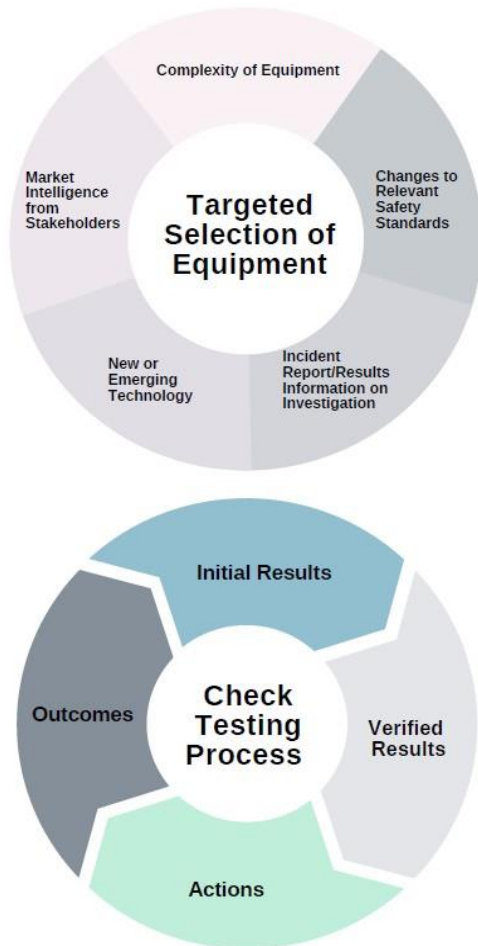 Complexity of Equipment
Market
Intelligence
from
Stakeholders
Changes to
Relevant
Safety
Standards
Targeted
Selection of
Equipment
New or
Emerging
Technology
Incident
Report/Results
Information on
Investigation
Initial Results
Outcomes
Check
Testing
Process
Verified
Results
Actions